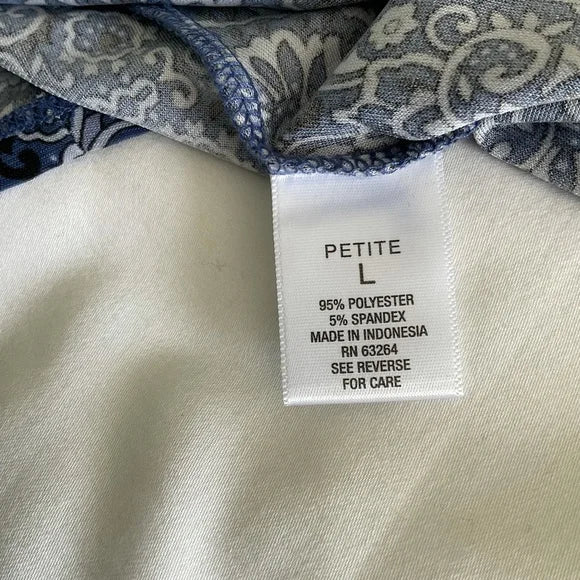 PETITE
L
95% POLYESTER
5% SPANDEX
MADE IN INDONESIA
RN 63264
SEE REVERSE
FOR CARE